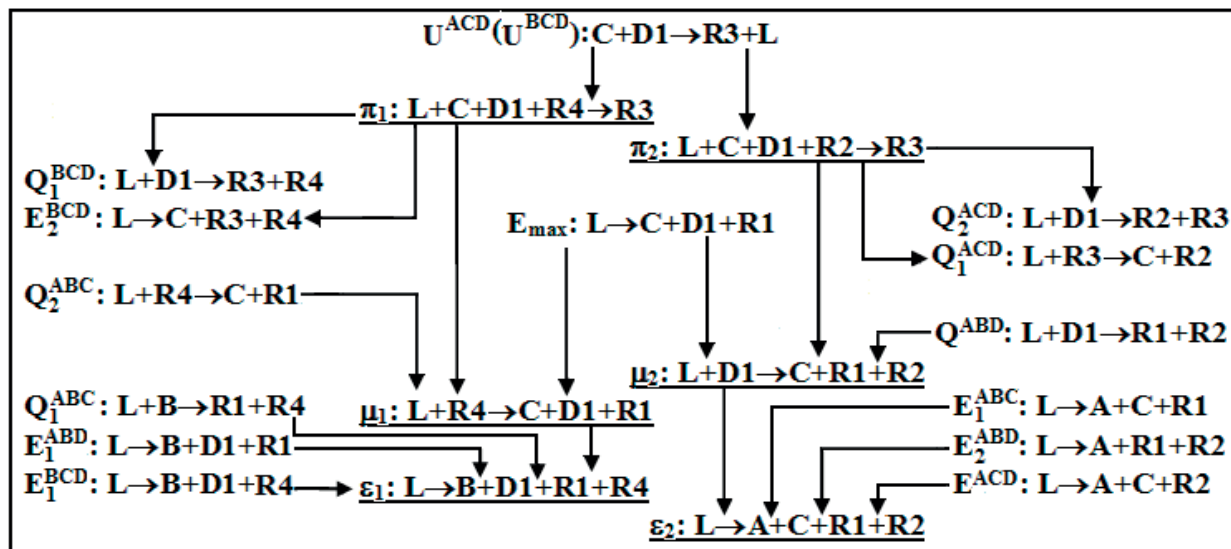 U^ACD(U^BCD): C+D1→R3+L
π₁: L+C+D1+R4→R3
π₂: L+C+D1+R2→R3
Q₁^BCD: L+D1→R3+R4
E₂^BCD: L→C+R3+R4
E_max: L→C+D1+R1
Q₂^ACD: L+D1→R2+R3
Q₁^ACD: L+R3→C+R2
Q₂^ABC: L+R4→C+R1
Q^ABD: L+D1→R1+R2
μ₂: L+D1→C+R1+R2
Q₁^ABC: L+B→R1+R4
μ₁: L+R4→C+D1+R1
E₁^ABC: L→A+C+R1
E₁^ABD: L→B+D1+R1
E₂^ABD: L→A+R1+R2
E₁^BCD: L→B+D1+R4
ε₁: L→B+D1+R1+R4
E^ACD: L→A+C+R2
ε₂: L→A+C+R1+R2